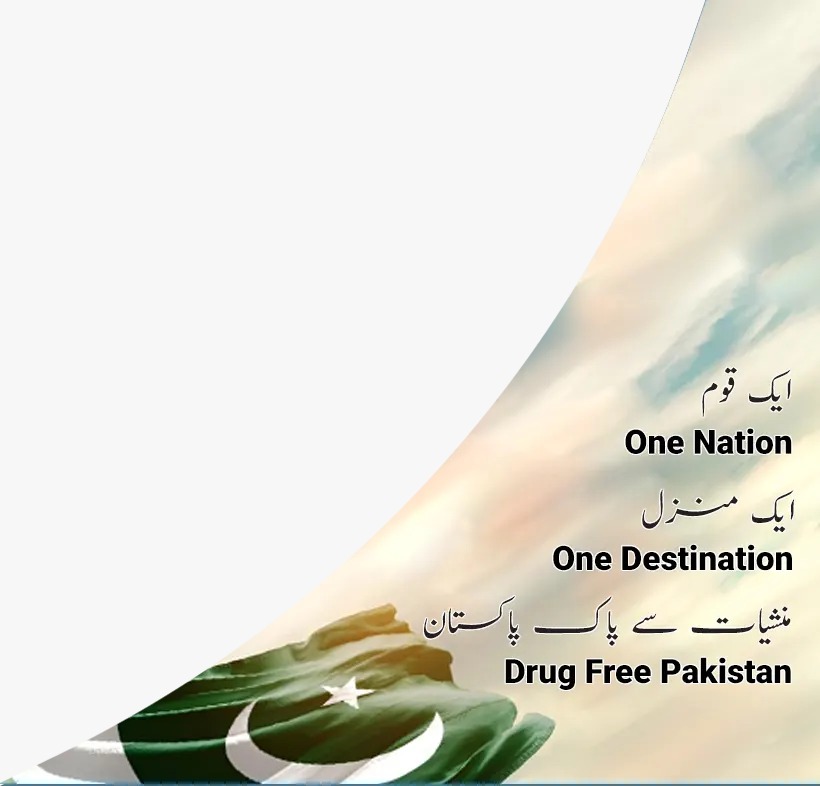 ایک قوم
One Nation
ایک منزل
One Destination
منشیات سے پاک پاکستان
Drug Free Pakistan